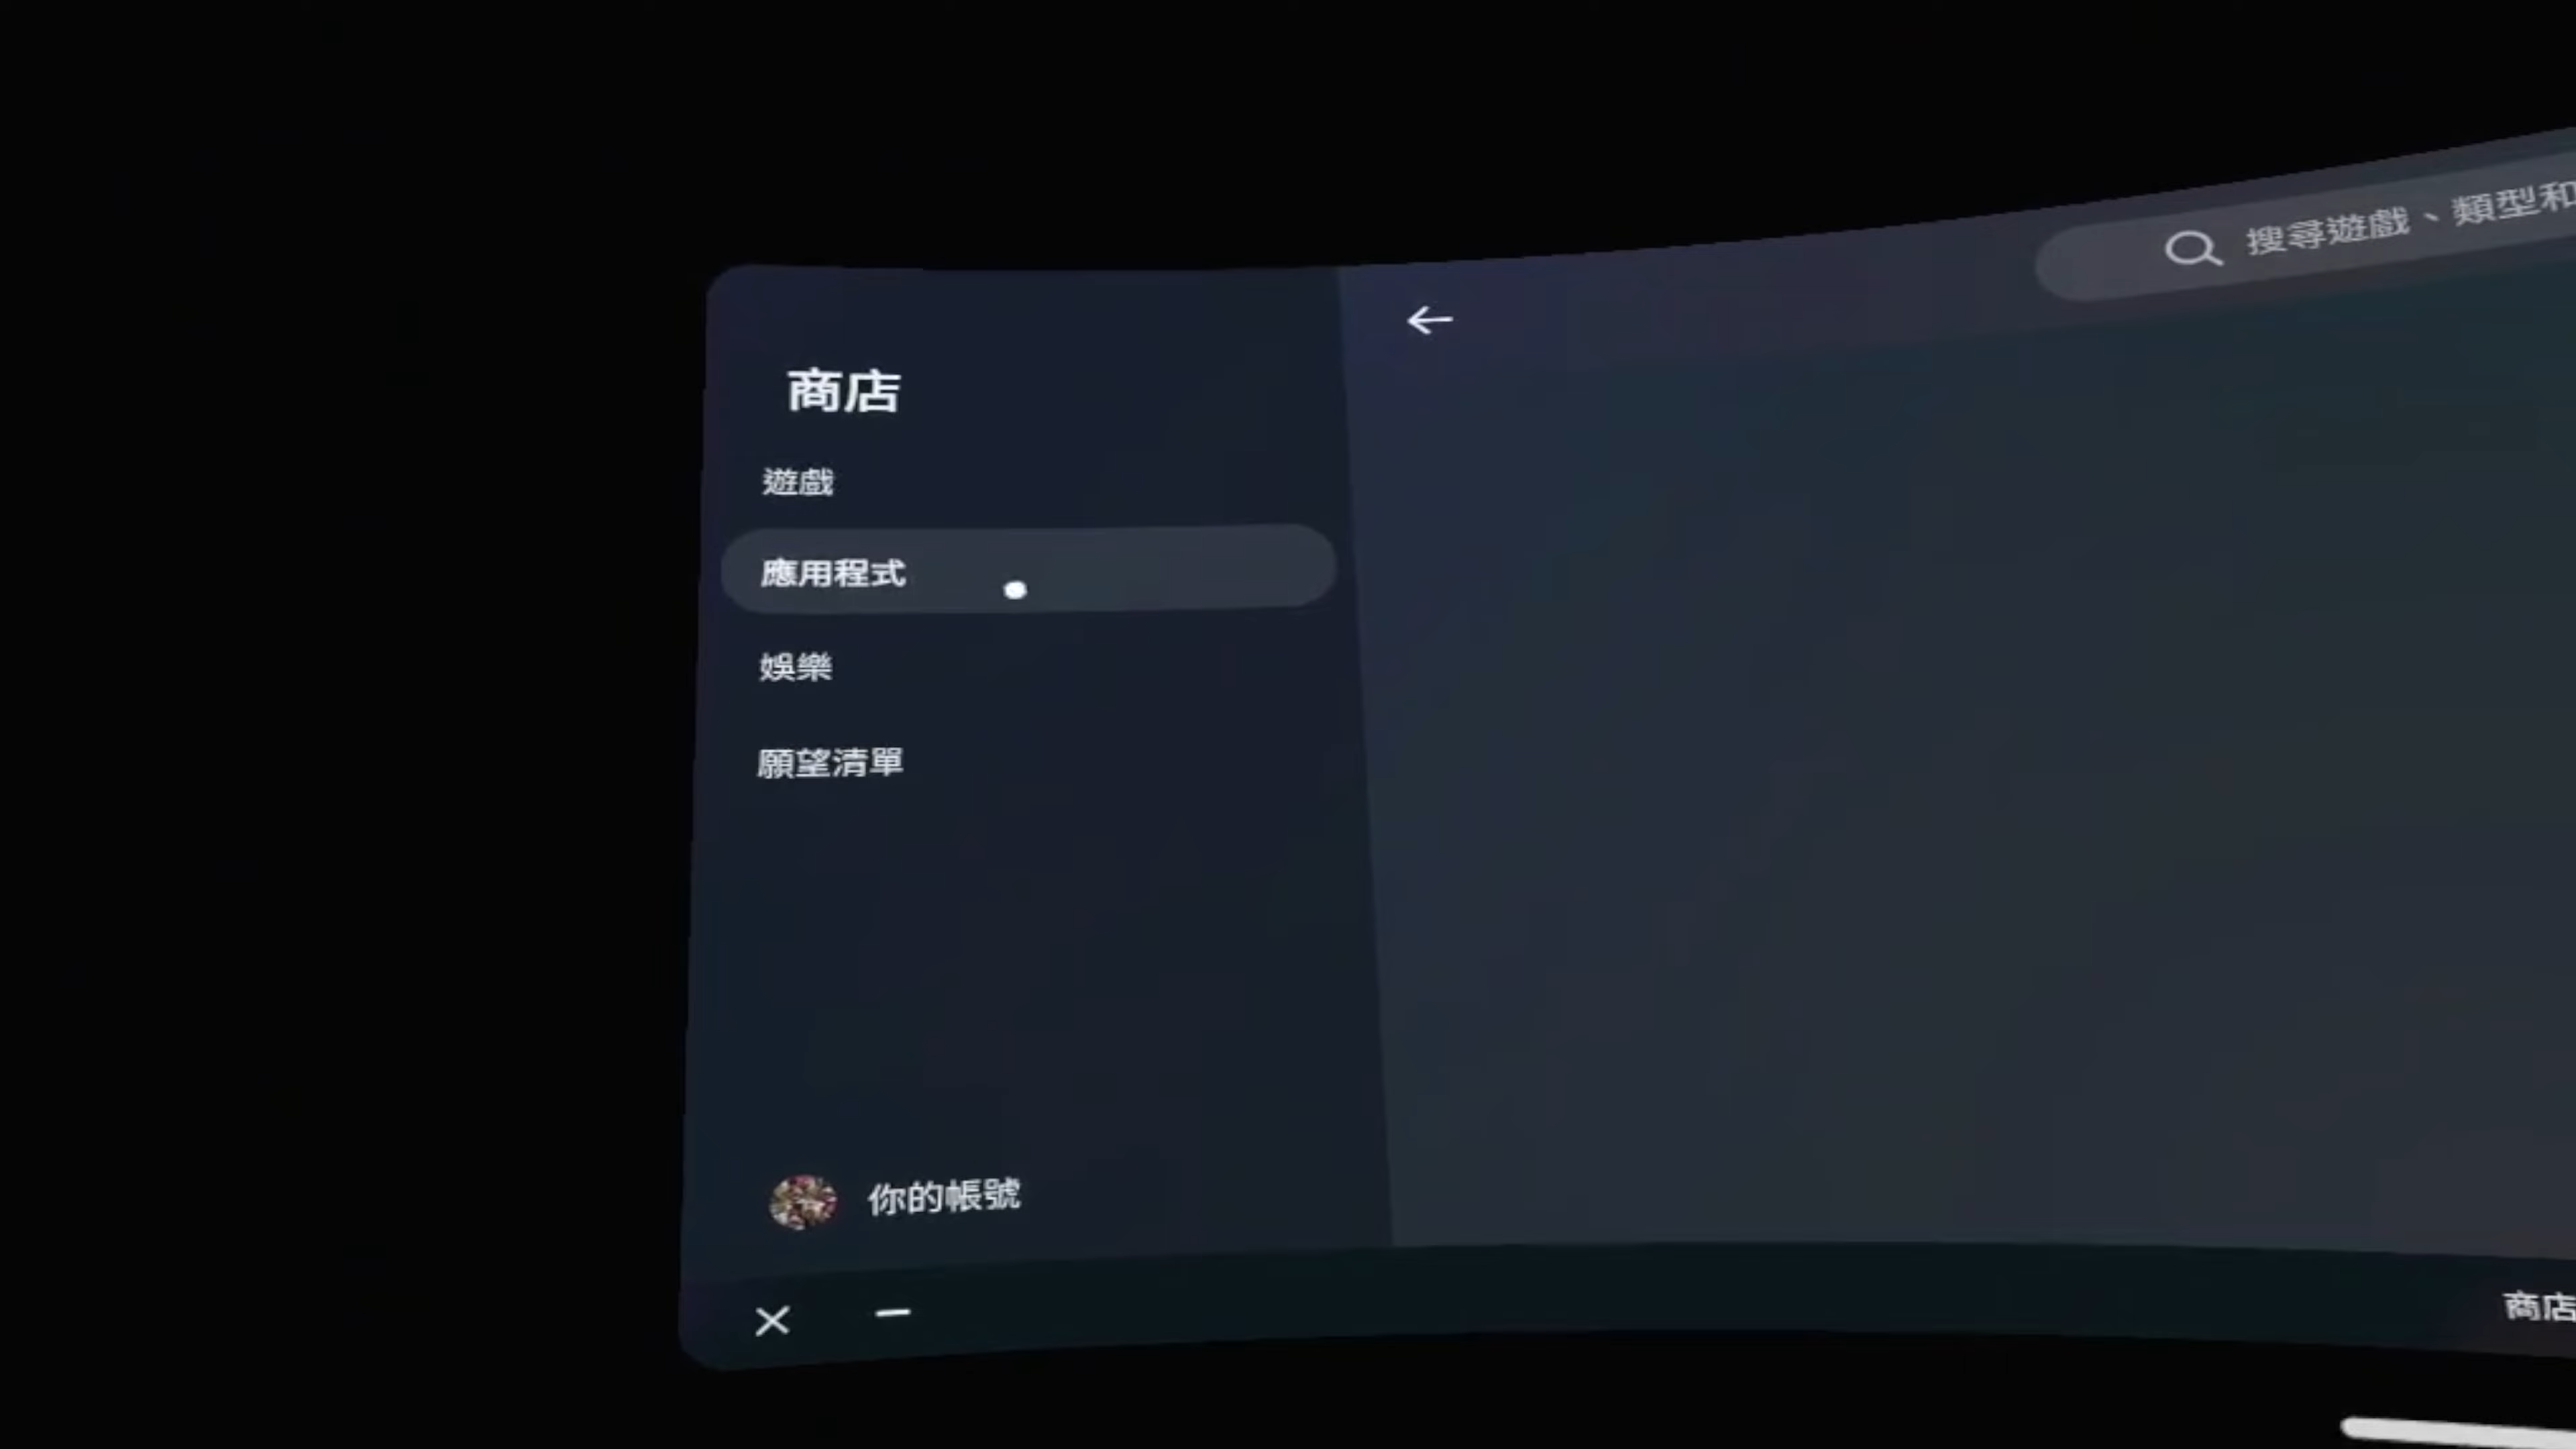 搜尋遊戲、類型和
商店
遊戲
應用程式
娛樂
願望清單
你的帳號
商店